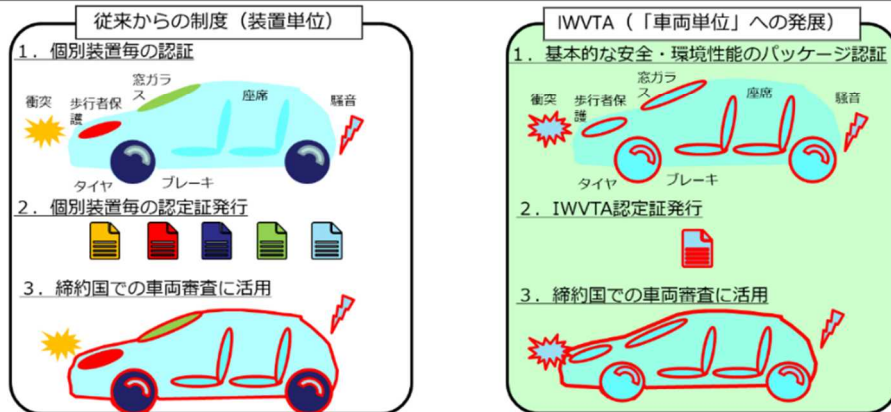 従来からの制度（装置単位）
1．個別装置毎の認証
衝突
歩行者保
護
窓ガラ
ス
座席
騒音
タイヤ
ブレーキ
2．個別装置毎の認定証発行
3．締約国での車両審査に活用
IWVTA（「車両単位」への発展）
1．基本的な安全・環境性能のパッケージ認証
衝突
歩行者保
護
窓ガラ
ス
座席
騒音
タイヤ
ブレーキ
2．IWVTA認定証発行
3．締約国での車両審査に活用